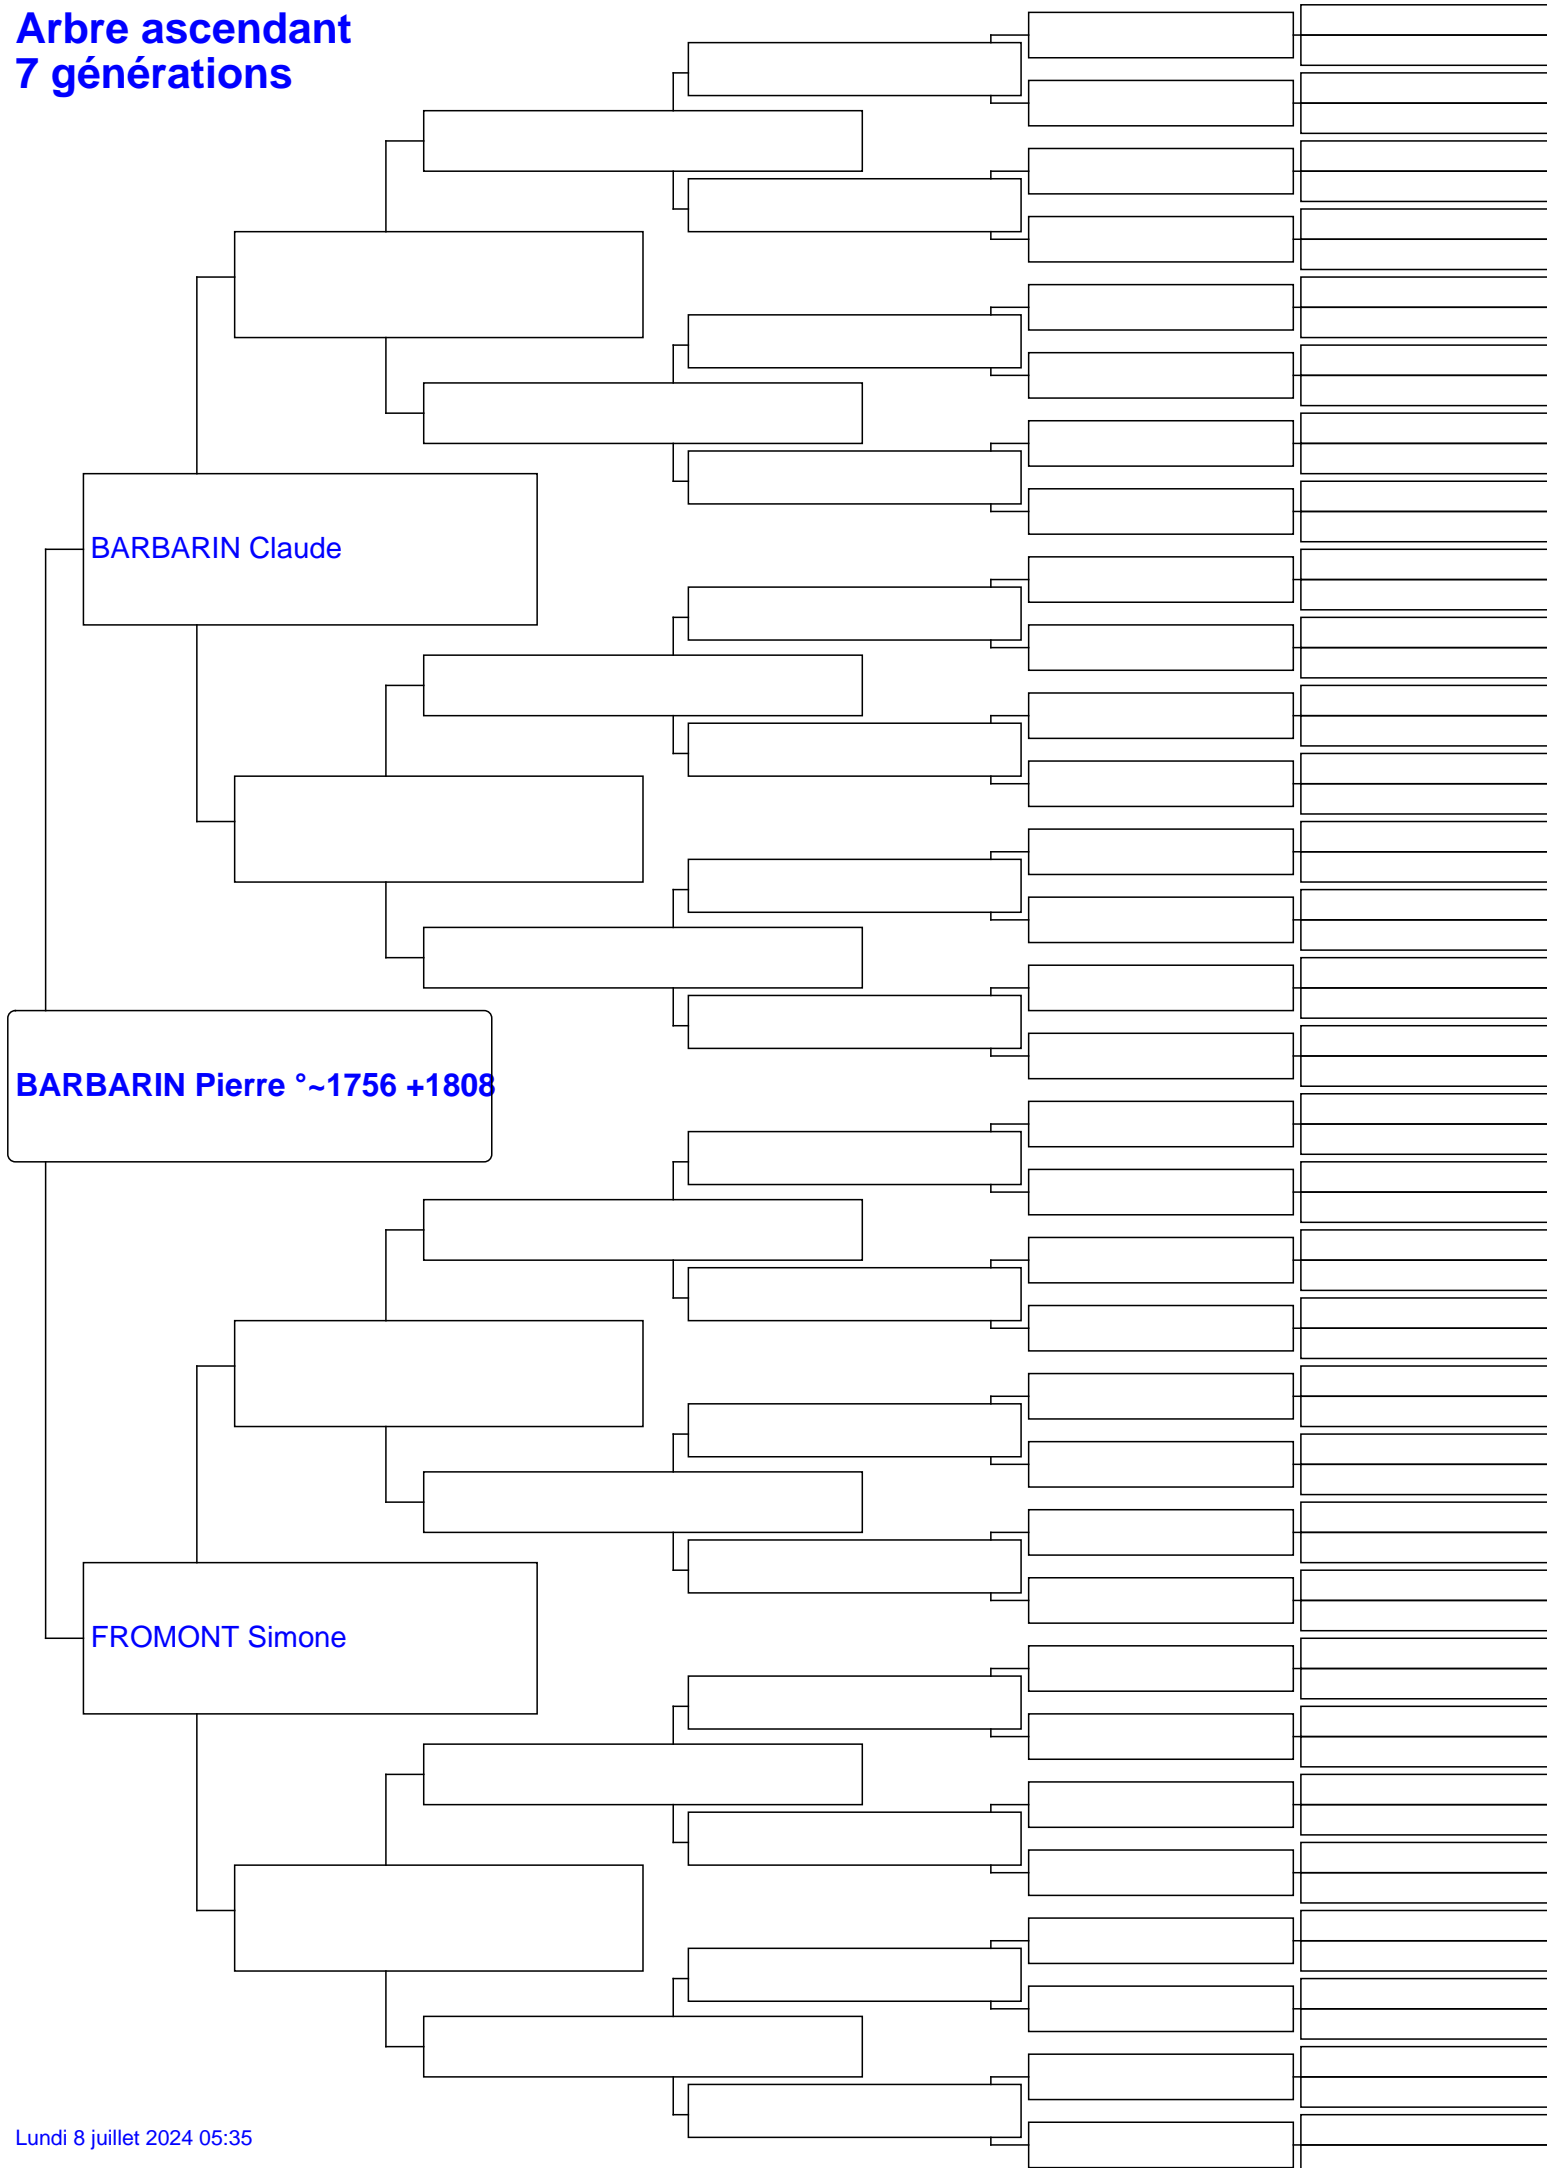 Arbre ascendant
7 générations
BARBARIN Claude
BARBARIN Pierre °~1756 +1808
FROMONT Simone
Lundi 8 juillet 2024 05:35